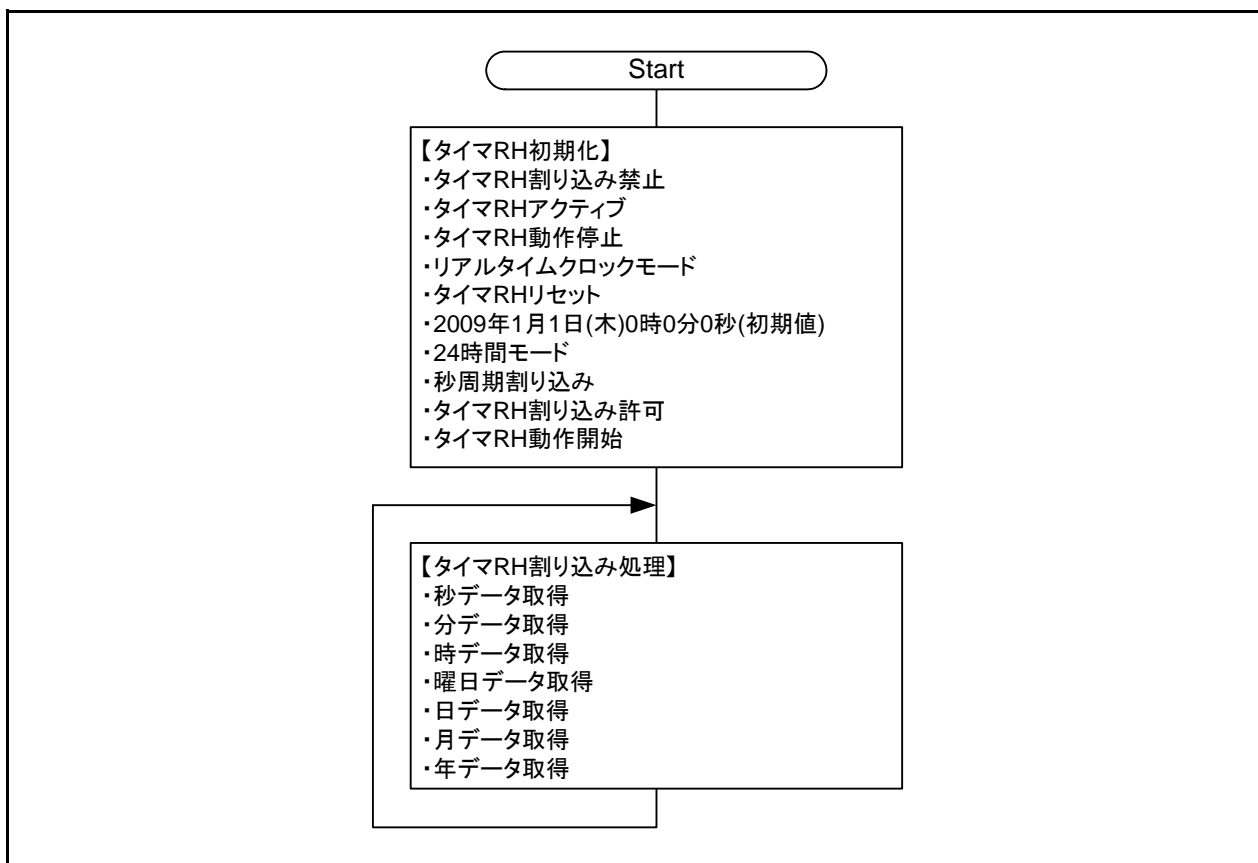 Start
【タイマRH初期化】
・タイマRH割り込み禁止
・タイマRHアクティブ
・タイマRH動作停止
・リアルタイムクロックモード
・タイマRHリセット
・2009年1月1日(木)0時0分0秒(初期値)
・24時間モード
・秒周期割り込み
・タイマRH割り込み許可
・タイマRH動作開始
【タイマRH割り込み処理】
・秒データ取得
・分データ取得
・時データ取得
・曜日データ取得
・日データ取得
・月データ取得
・年データ取得